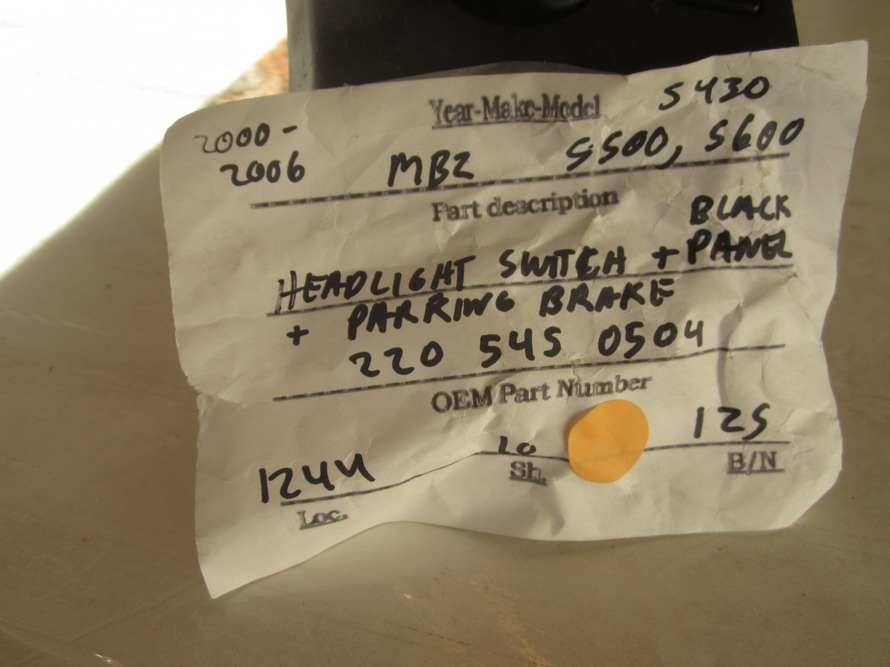 Year-Make-Model S430
2000-
2006 MBZ S500, S600
Part description
BLACK
HEADLIGHT SWITCH + PANEL
+ PARKING BRAKE
220 545 0504
OEM Part Number
1244 10 125
Loc. Sh. B/N